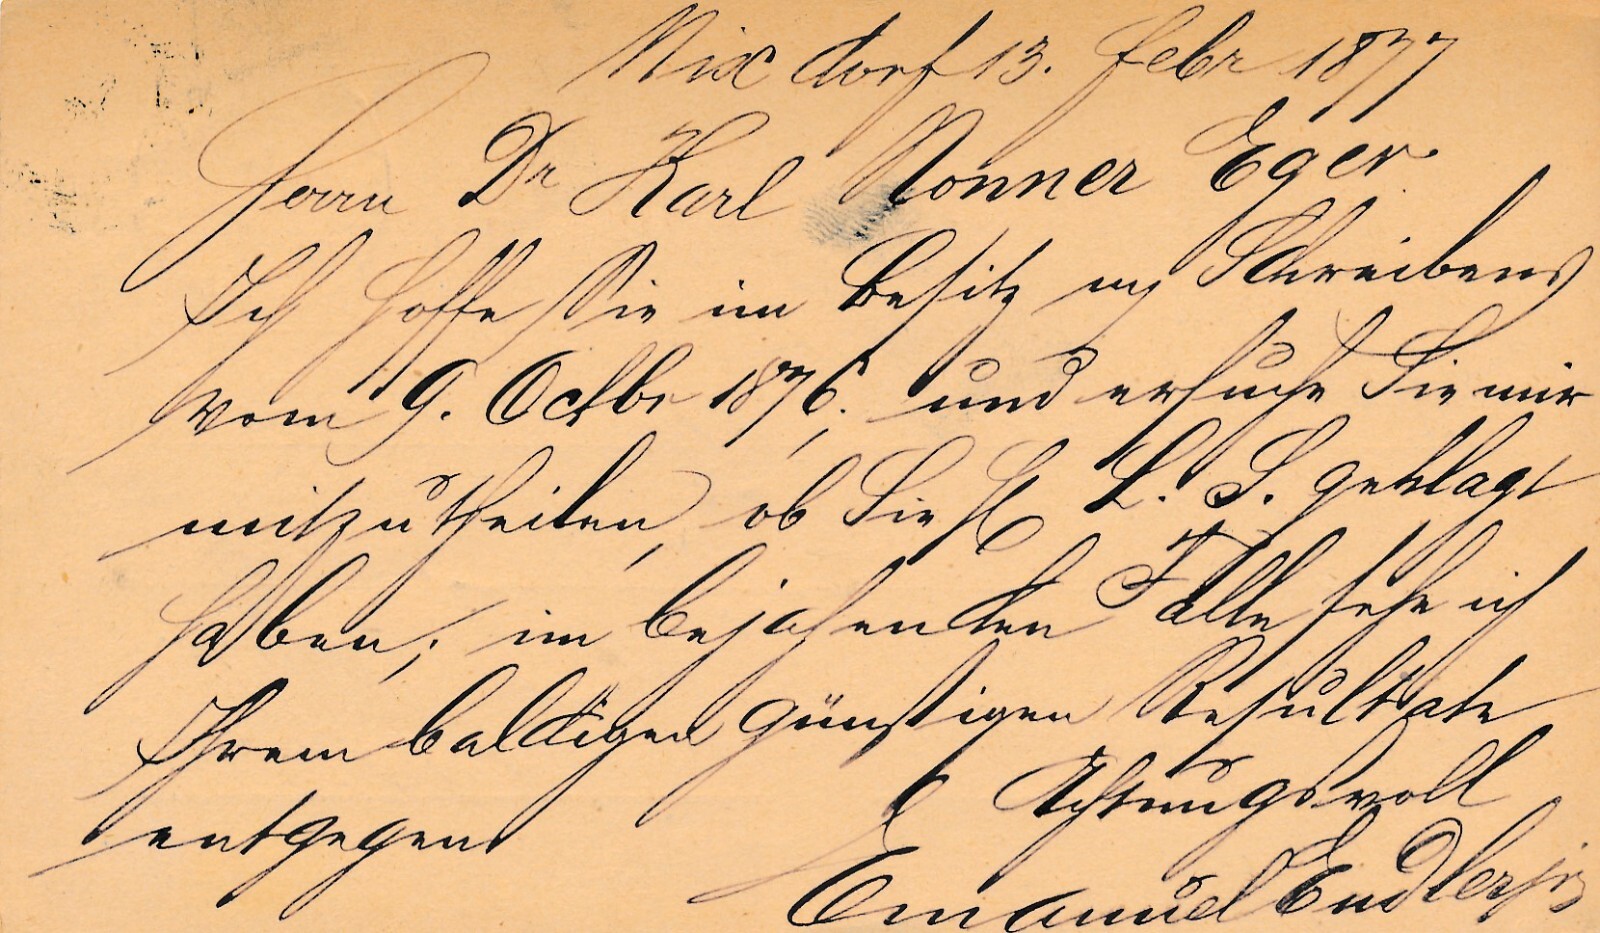 Nixdorf 13. Febr 1877
Herrn Dr Karl Nonner Eger
Ich hoffe Sie im Besitz m/ Schreibens
vom 9. Octbr 1876, und ersuche Sie mir
mitzutheilen, ob Sie H L. S. geklagt
haben; im bejahenden Falle sehe ich
Ihrem baldigen günstigen Resultate
entgegen
Achtungsvoll
Emanuel Endler